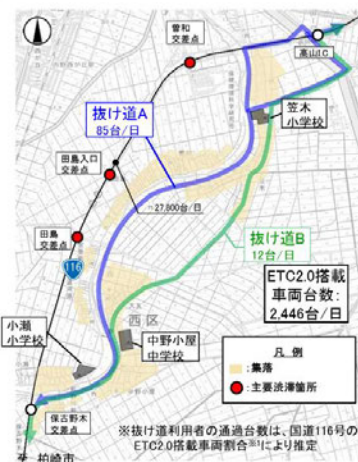 曽和
交差点
高山IC
抜け道A
85台/日
笠木
小学校
田島入口
交差点
27,800台/日
田島
交差点
116
抜け道B
12台/日
ETC2.0搭載
車両台数:
2,446台/日
西区
小瀬
小学校
中野小屋
中学校
凡 例
:集落
:主要渋滞箇所
保古野木
交差点
至 柏崎市
※抜け道利用者の通過台数は、国道116号の
ETC2.0搭載車両割合※1により推定